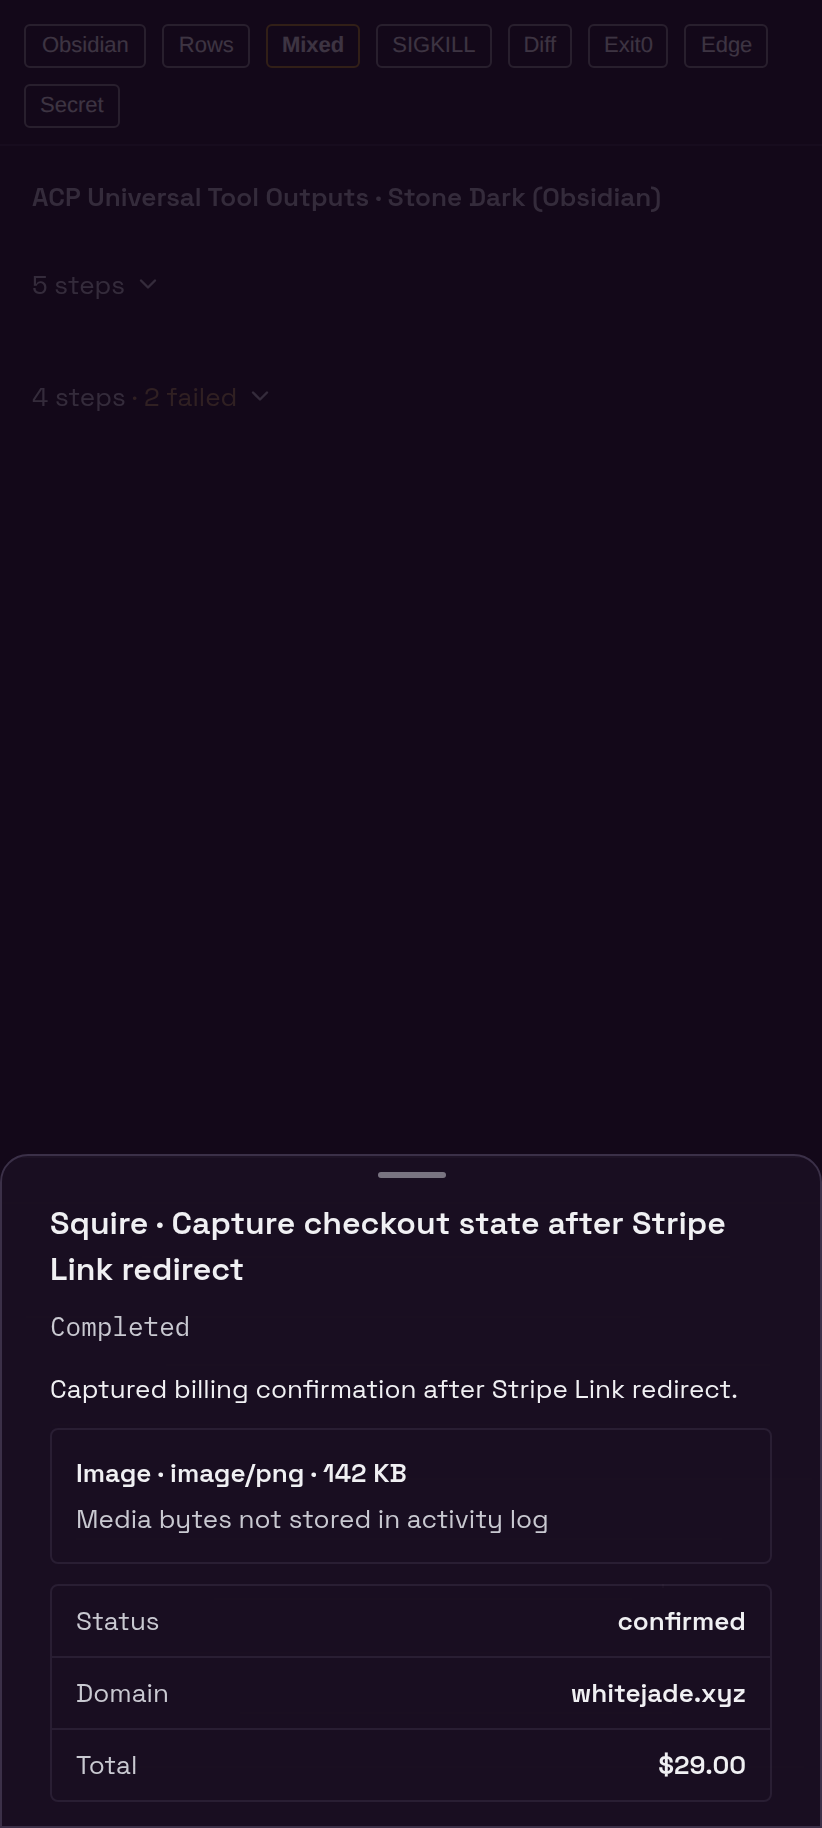 Obsidian Rows Mixed SIGKILL Diff Exit0 Edge
Secret
ACP Universal Tool Outputs · Stone Dark (Obsidian)
5 steps
4 steps · 2 failed
Squire · Capture checkout state after Stripe
Link redirect
Completed
Captured billing confirmation after Stripe Link redirect.
Image · image/png · 142 KB
Media bytes not stored in activity log
Status confirmed
Domain whitejade.xyz
Total $29.00